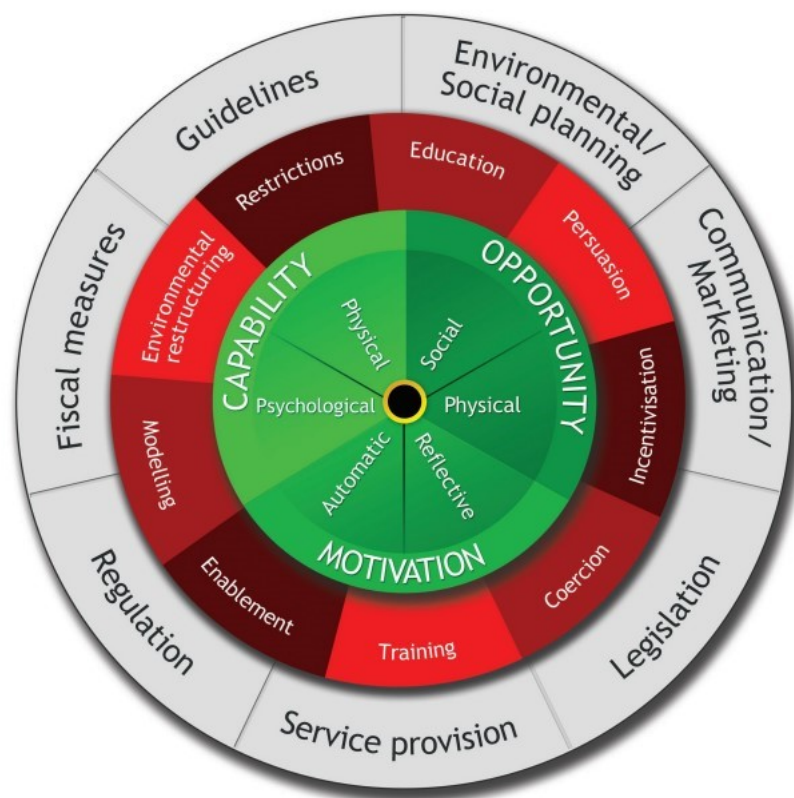 Environmental/
Social planning
Communication/
Marketing
Legislation
Service provision
Regulation
Fiscal measures
Guidelines
Education
Persuasion
Incentivisation
Coercion
Training
Enablement
Modelling
Environmental
restructuring
Restrictions
CAPABILITY
OPPORTUNITY
MOTIVATION
Physical
Social
Psychological
Physical
Automatic
Reflective